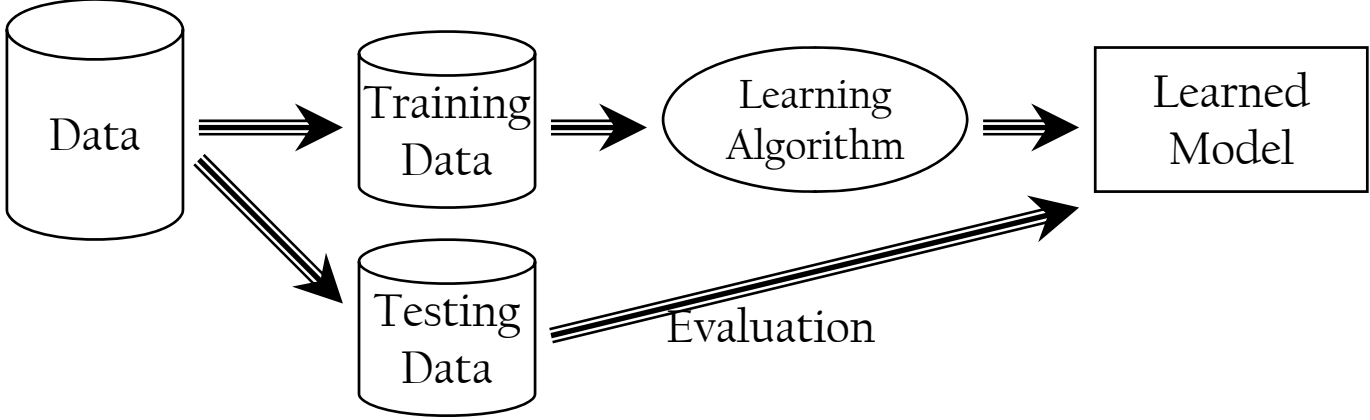 Data
Training
Data
Learning
Algorithm
Learned
Model
Testing
Data
Evaluation